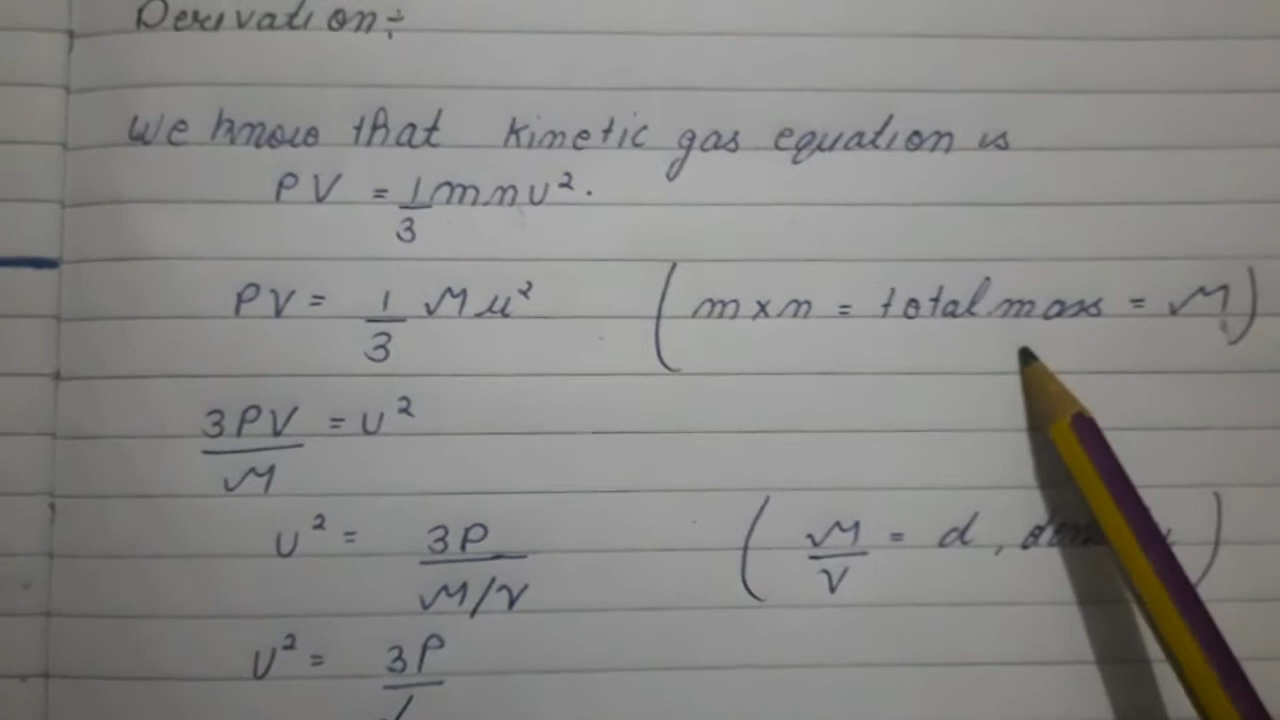 Derivation:
We know that kinetic gas equation is
PV = 1/3 mnu².
PV = 1/3 Mu² (m×n = total mass = M)
3PV/M = u²
u² = 3P/M/V (M/V = d, )
u² = 3P